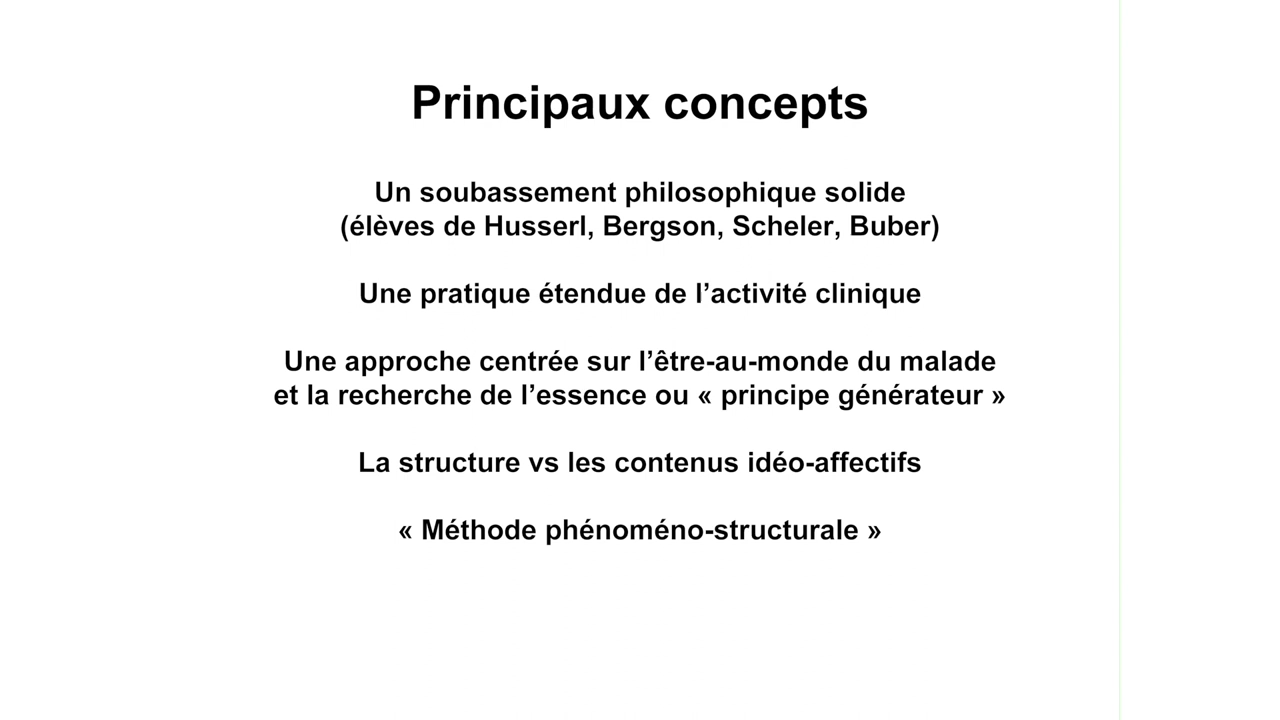 Principaux concepts
Un soubassement philosophique solide
(élèves de Husserl, Bergson, Scheler, Buber)
Une pratique étendue de l’activité clinique
Une approche centrée sur l’être-au-monde du malade
et la recherche de l’essence ou « principe générateur »
La structure vs les contenus idéo-affectifs
« Méthode phénoméno-structurale »